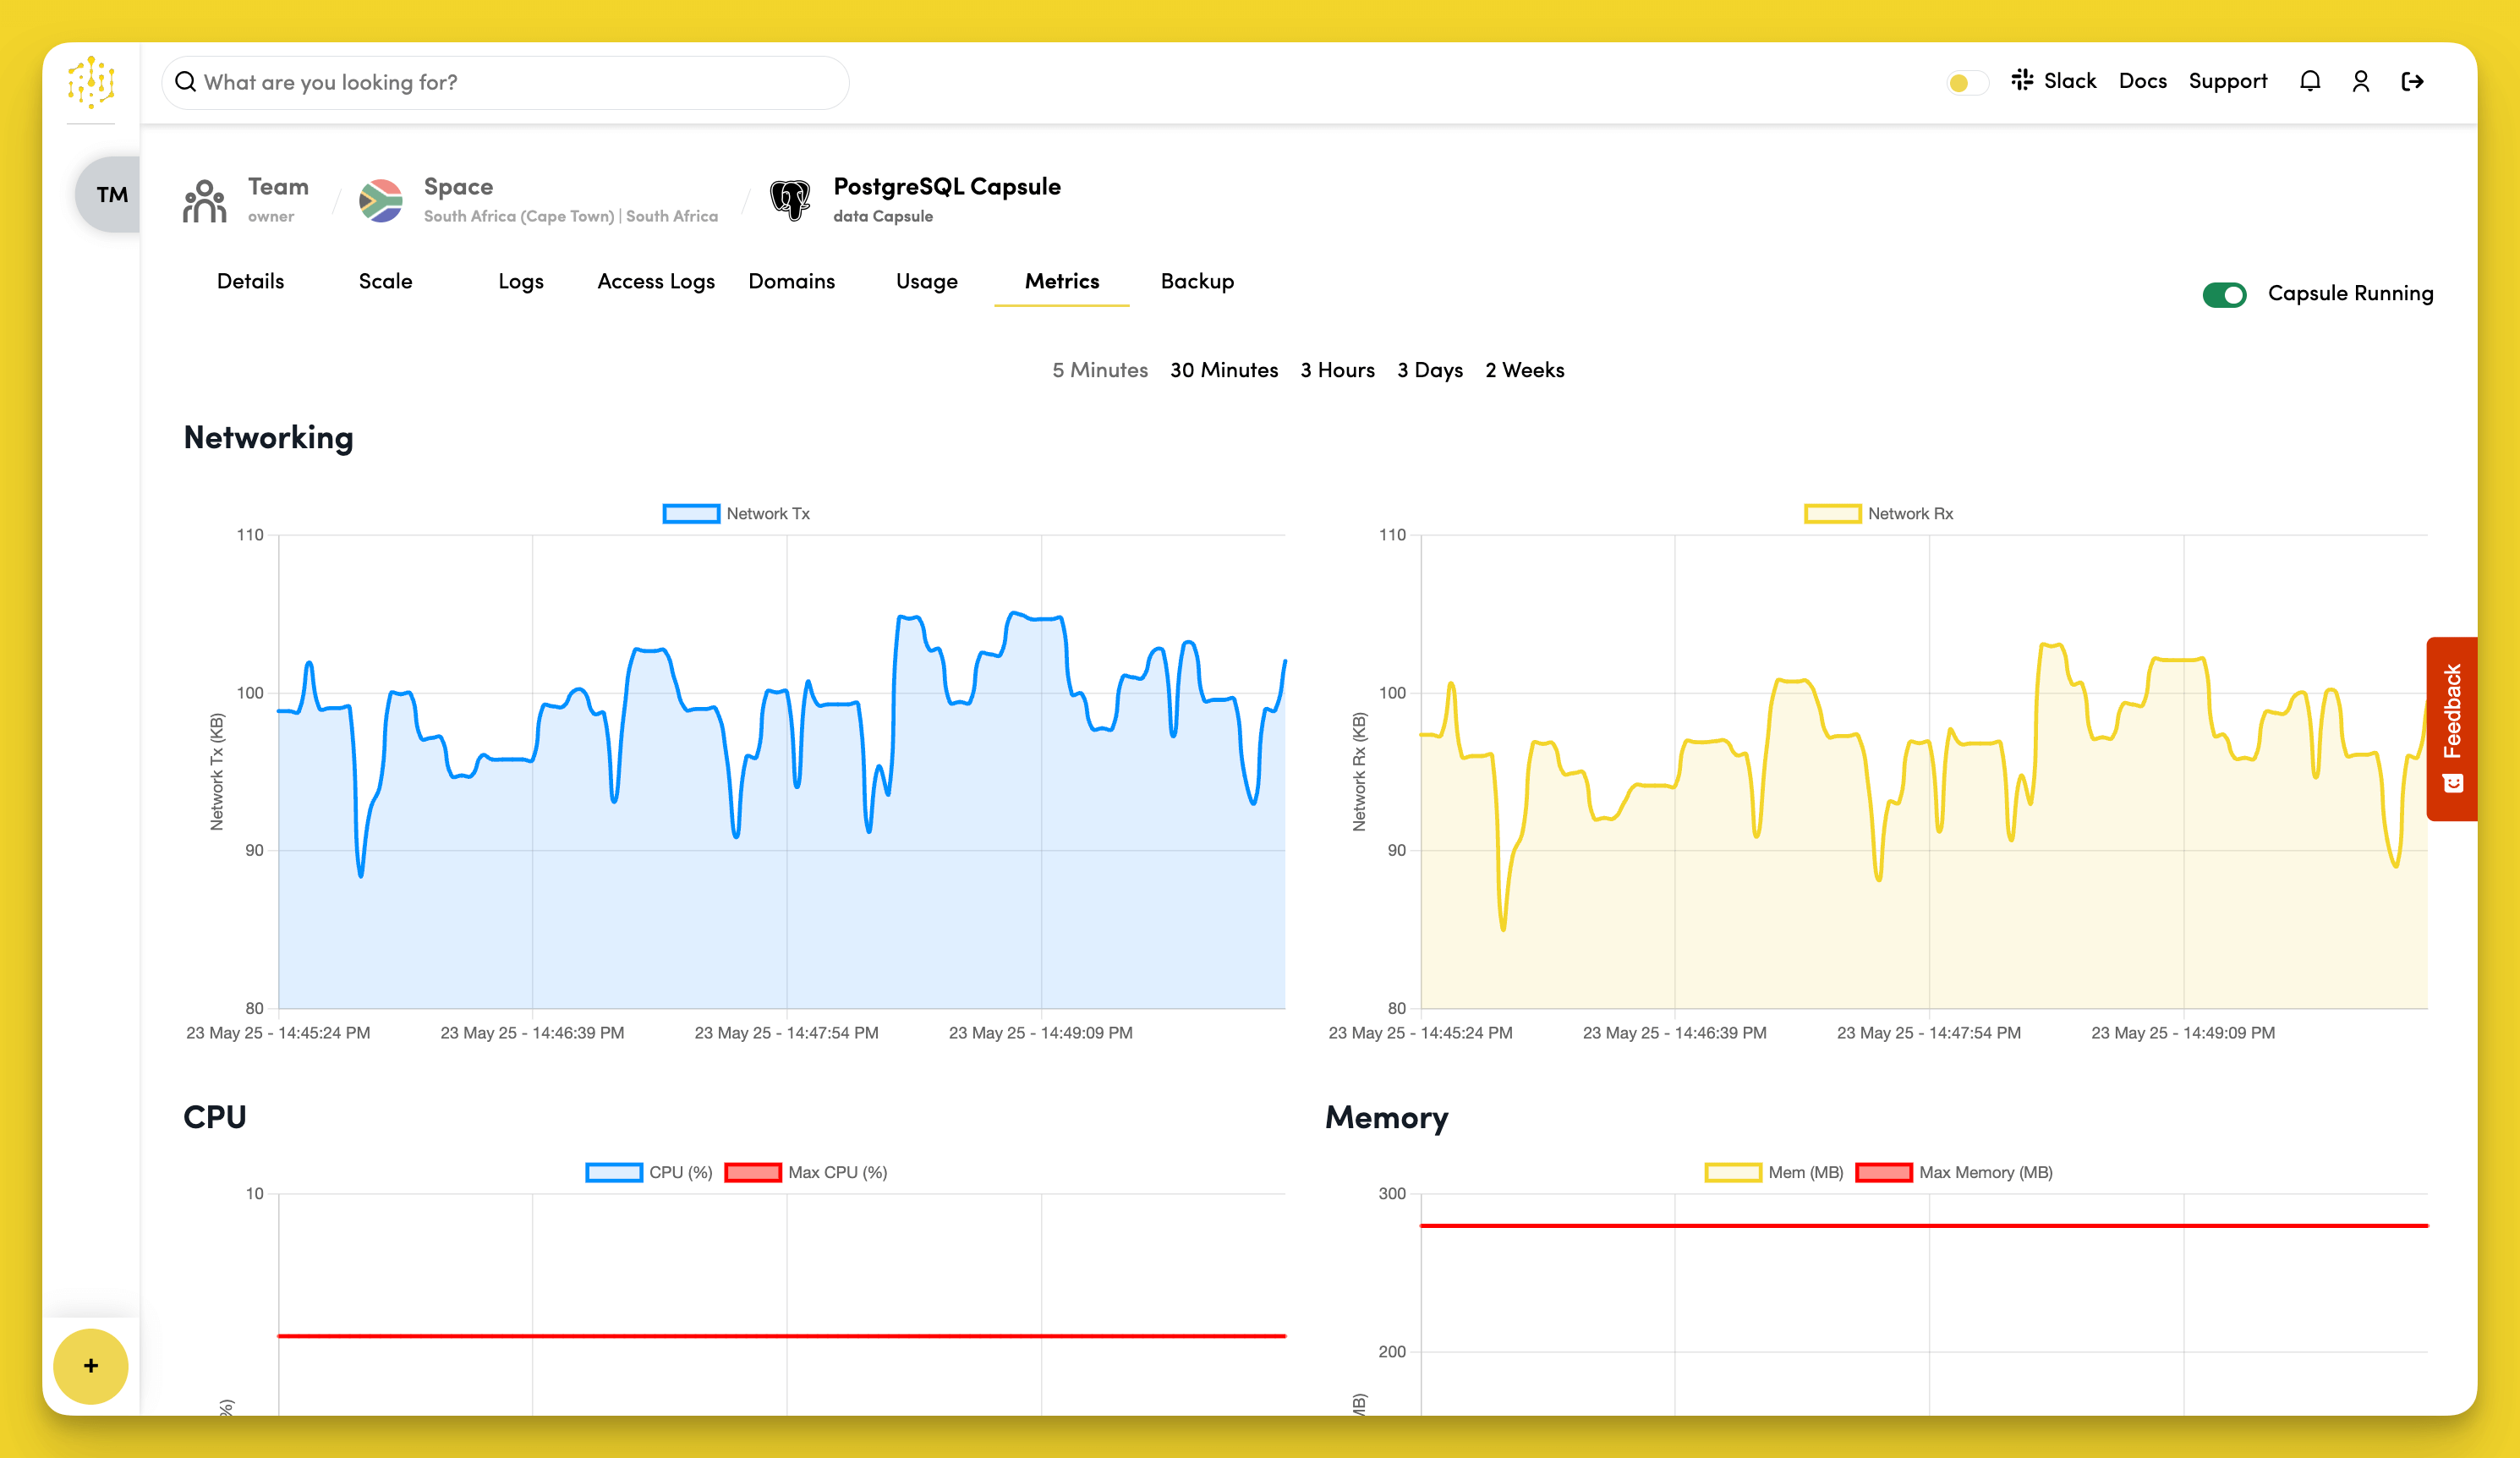 What are you looking for?
Slack Docs Support
TM
Team
owner
Space
South Africa (Cape Town) | South Africa
PostgreSQL Capsule
data Capsule
Details Scale Logs Access Logs Domains Usage Metrics Backup
Capsule Running
5 Minutes 30 Minutes 3 Hours 3 Days 2 Weeks
Networking
Network Tx
110
100
90
80
Network Tx (KB)
23 May 25 - 14:45:24 PM 23 May 25 - 14:46:39 PM 23 May 25 - 14:47:54 PM 23 May 25 - 14:49:09 PM
Network Rx
110
100
90
80
Network Rx (KB)
23 May 25 - 14:45:24 PM 23 May 25 - 14:46:39 PM 23 May 25 - 14:47:54 PM 23 May 25 - 14:49:09 PM
Feedback
CPU
CPU (%) Max CPU (%)
10
%)
Memory
Mem (MB) Max Memory (MB)
300
200
MB)
+